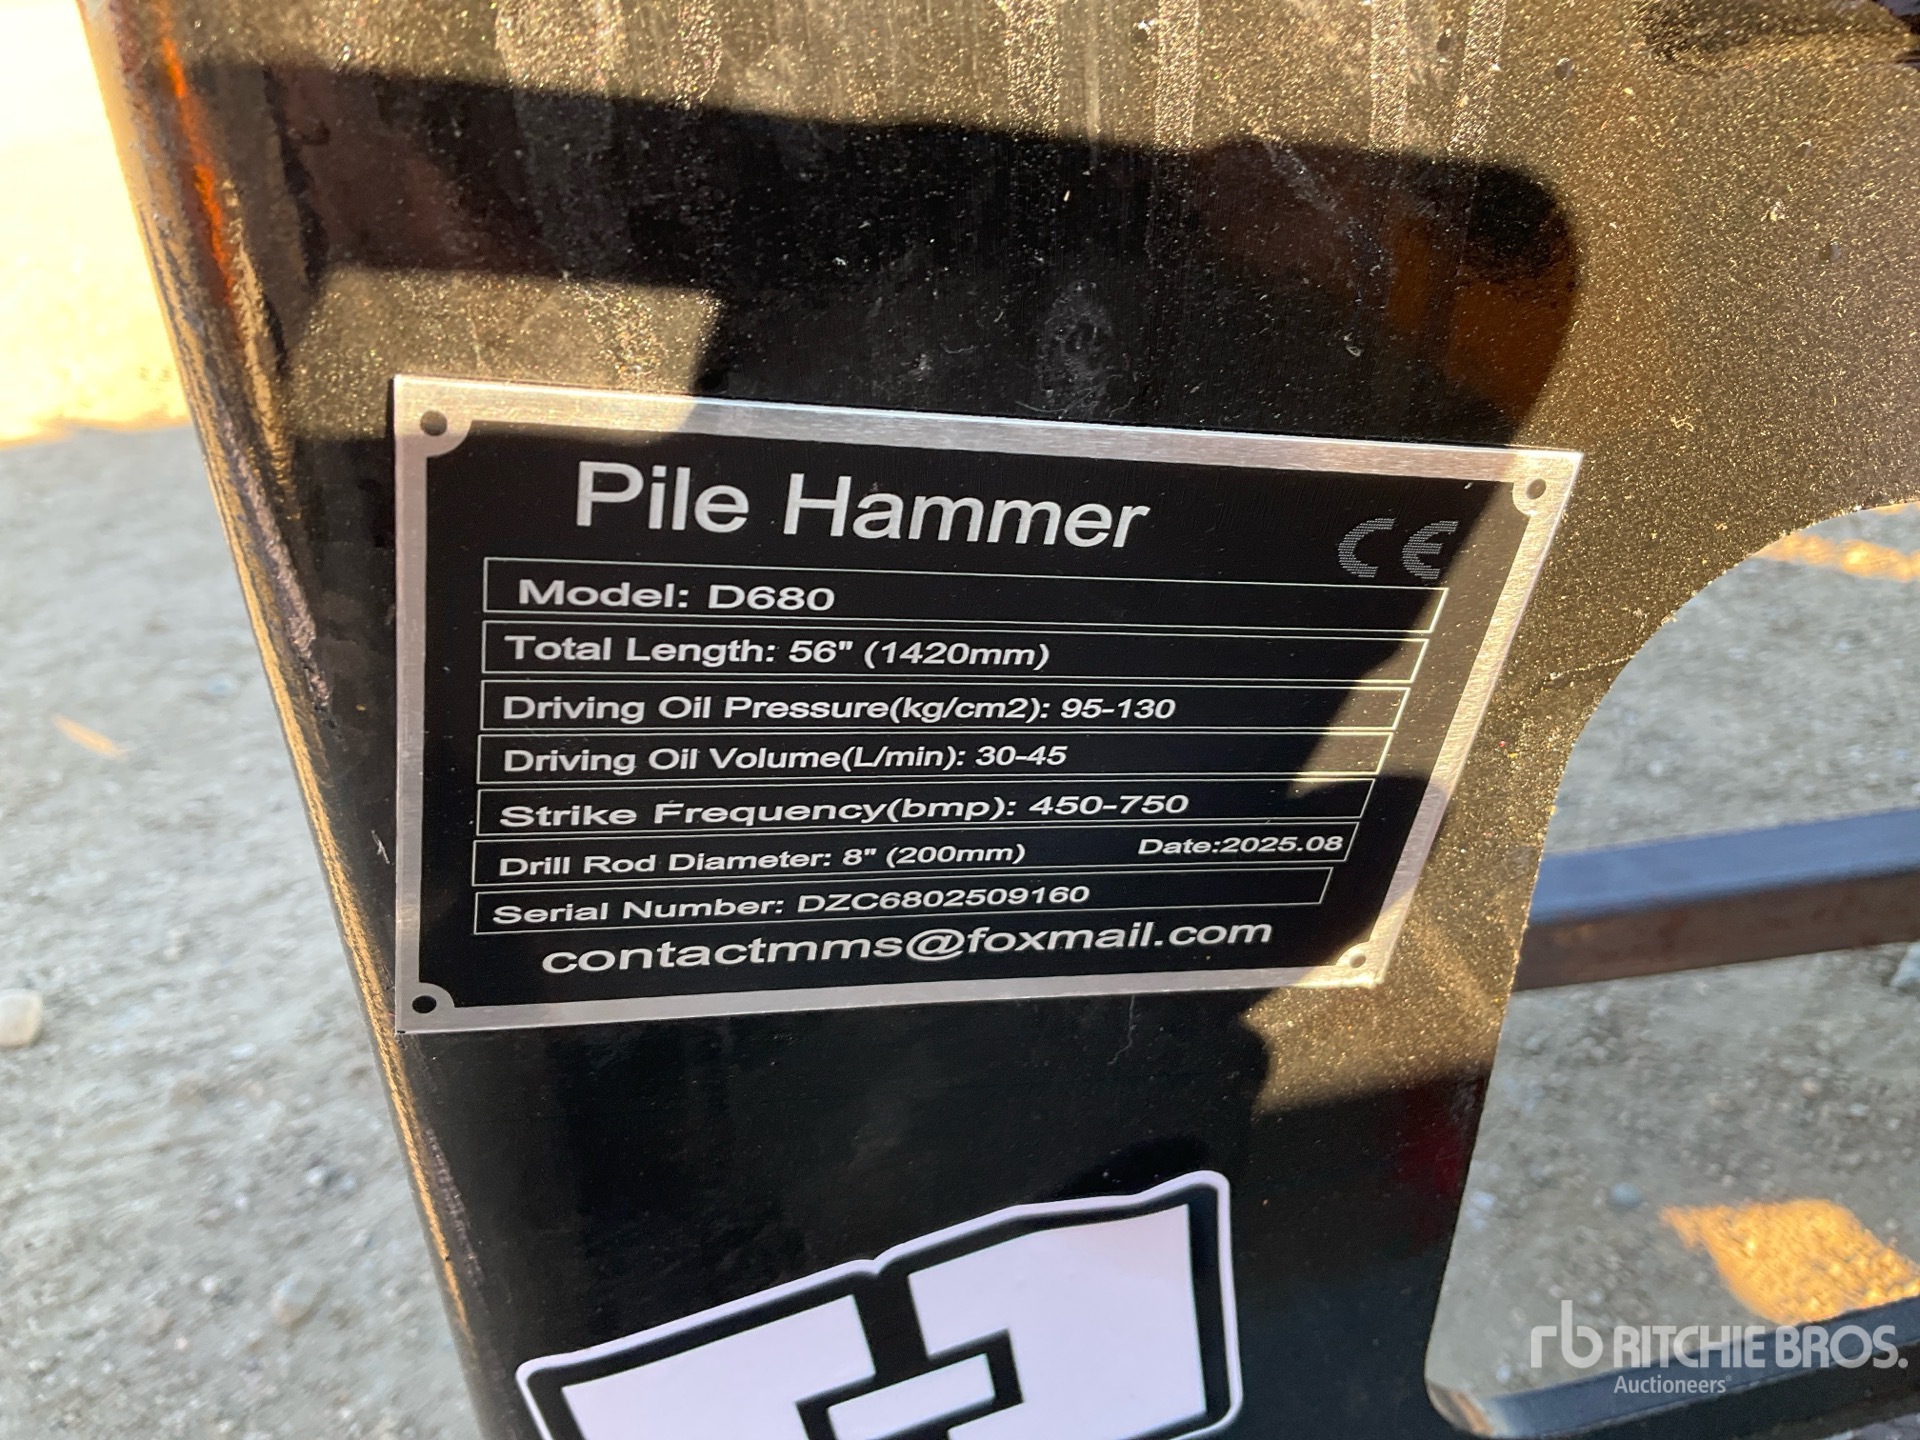 Pile Hammer
CE
Model: D680
Total Length: 56" (1420mm)
Driving Oil Pressure(kg/cm2): 95-130
Driving Oil Volume(L/min): 30-45
Strike Frequency(bmp): 450-750
Drill Rod Diameter: 8" (200mm) Date:2025.08
Serial Number: DZC6802509160
contactmms@foxmail.com
rb RITCHIE BROS.
Auctioneers